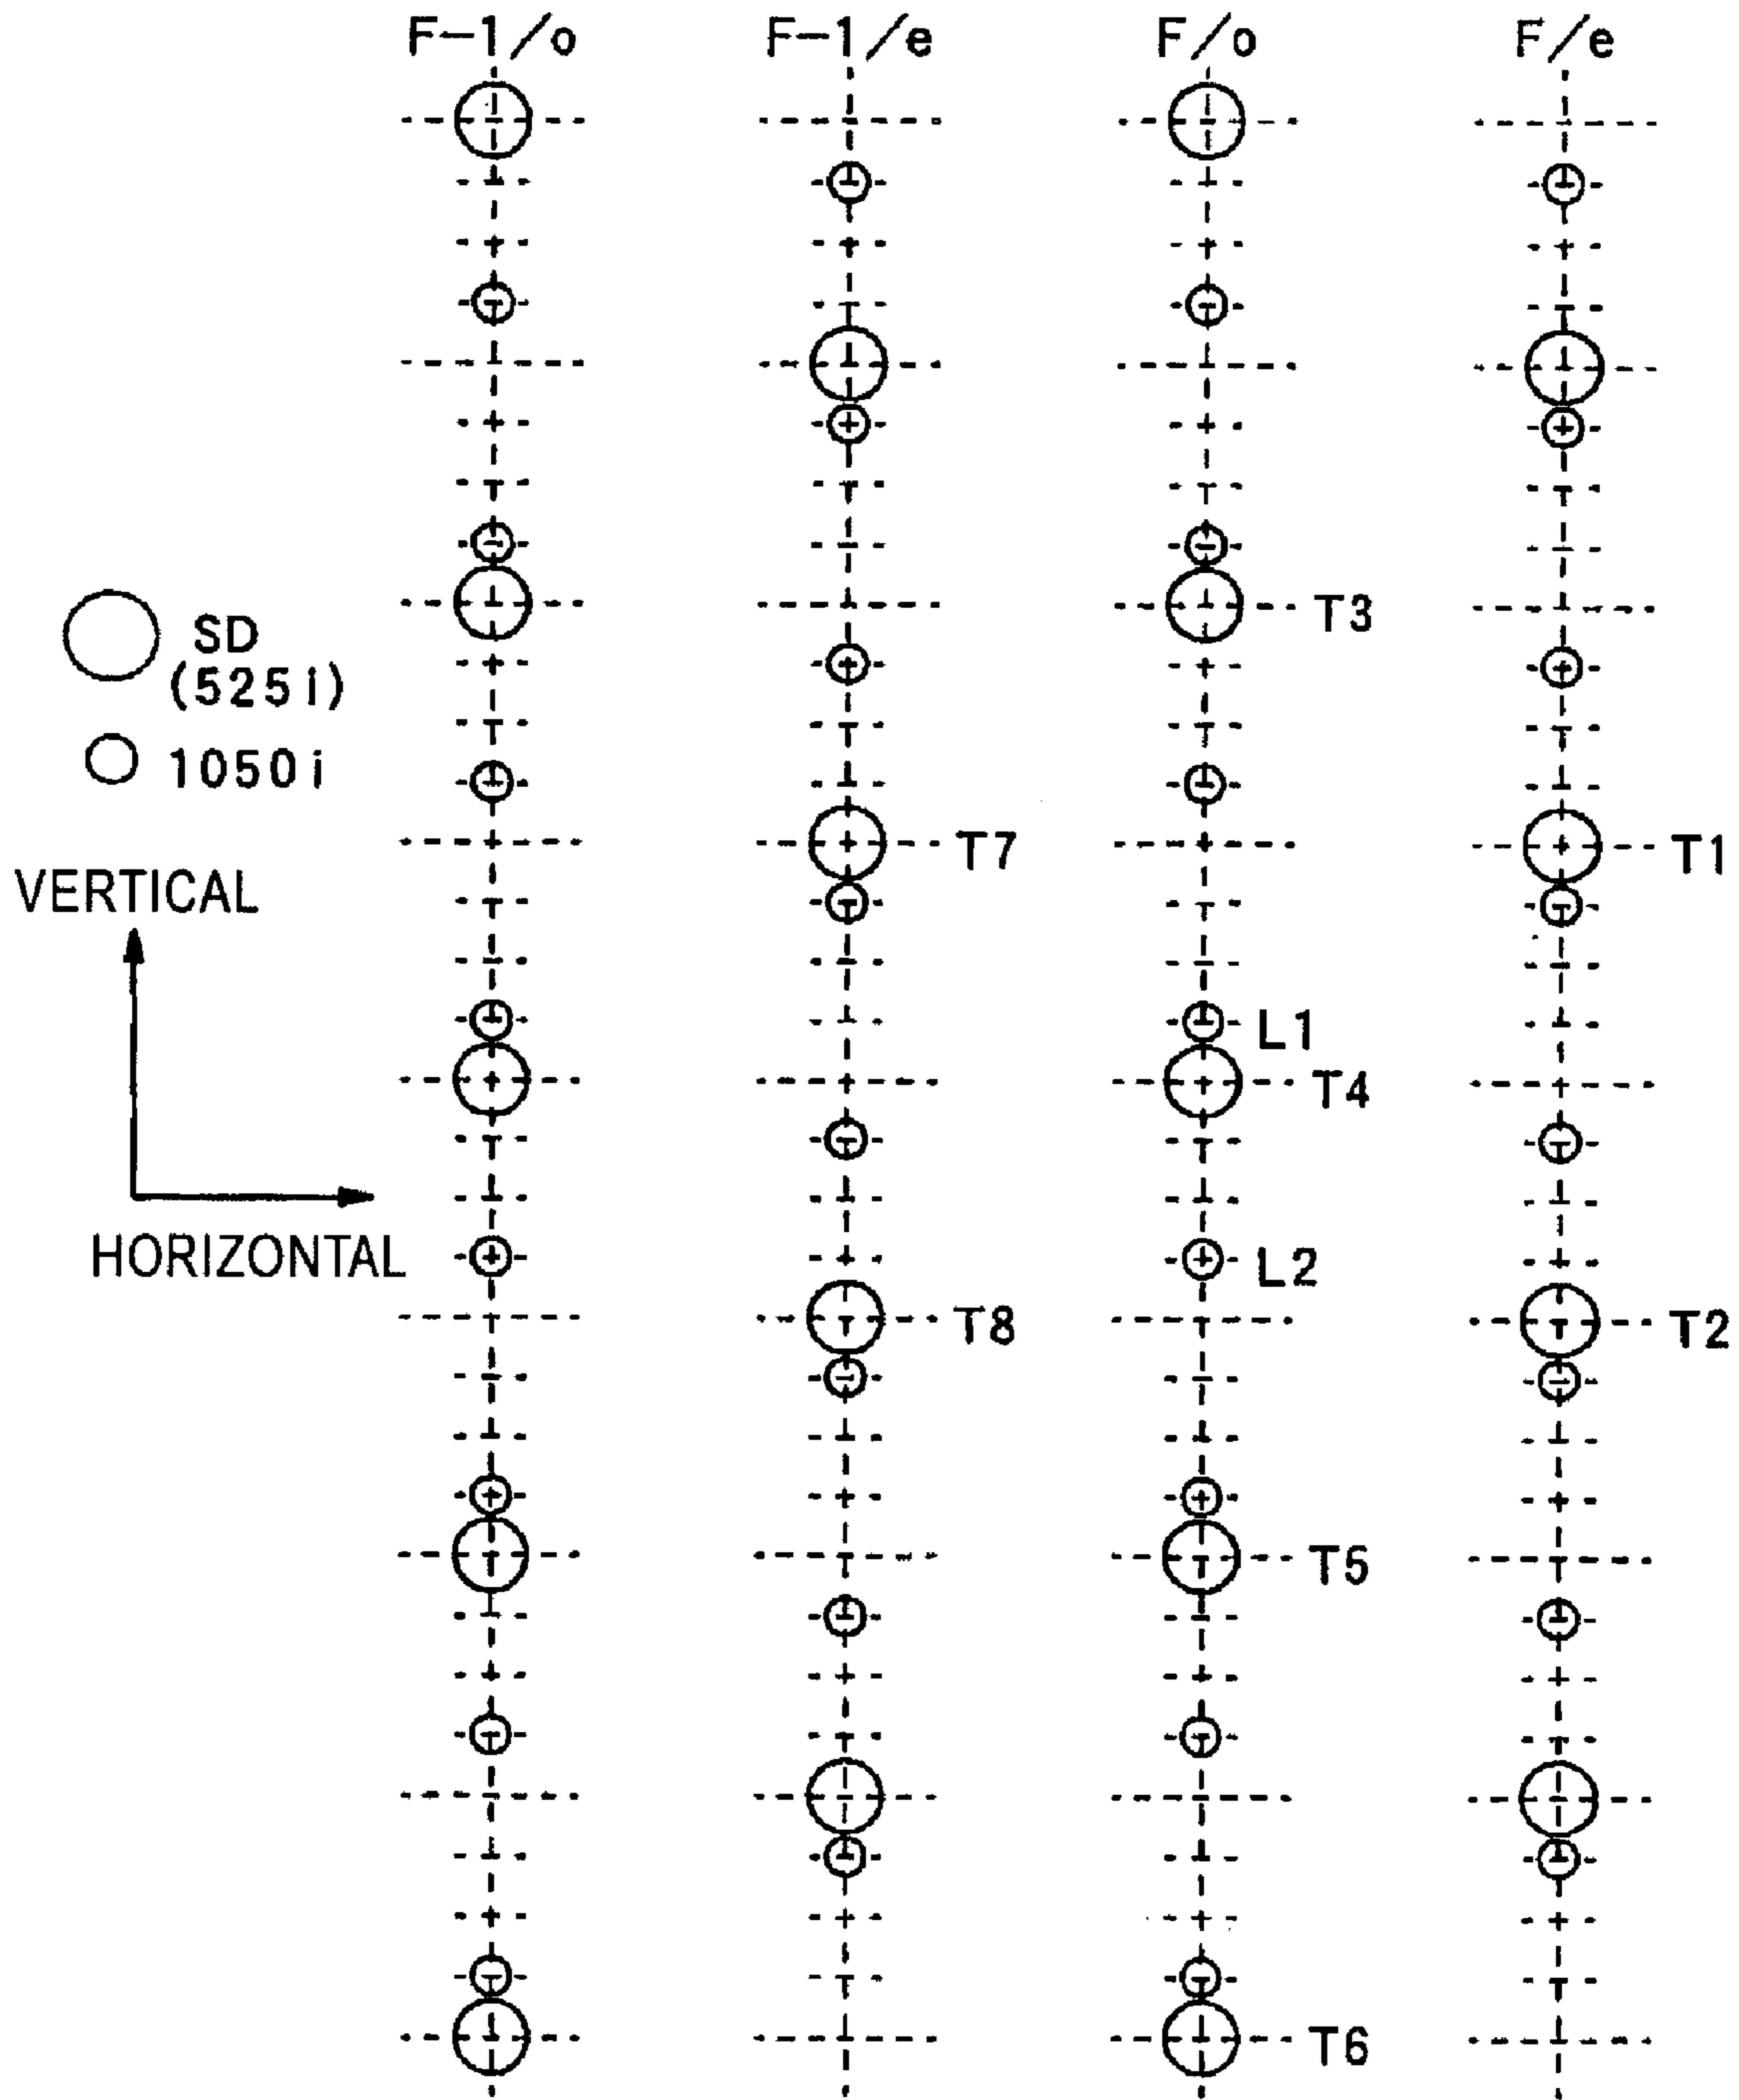 F-1/o F-1/e F/o F/e
T3
SD
(525i)
1050i
T7 T1
VERTICAL
L1
T4
HORIZONTAL
L2
T8 T2
T5
T6